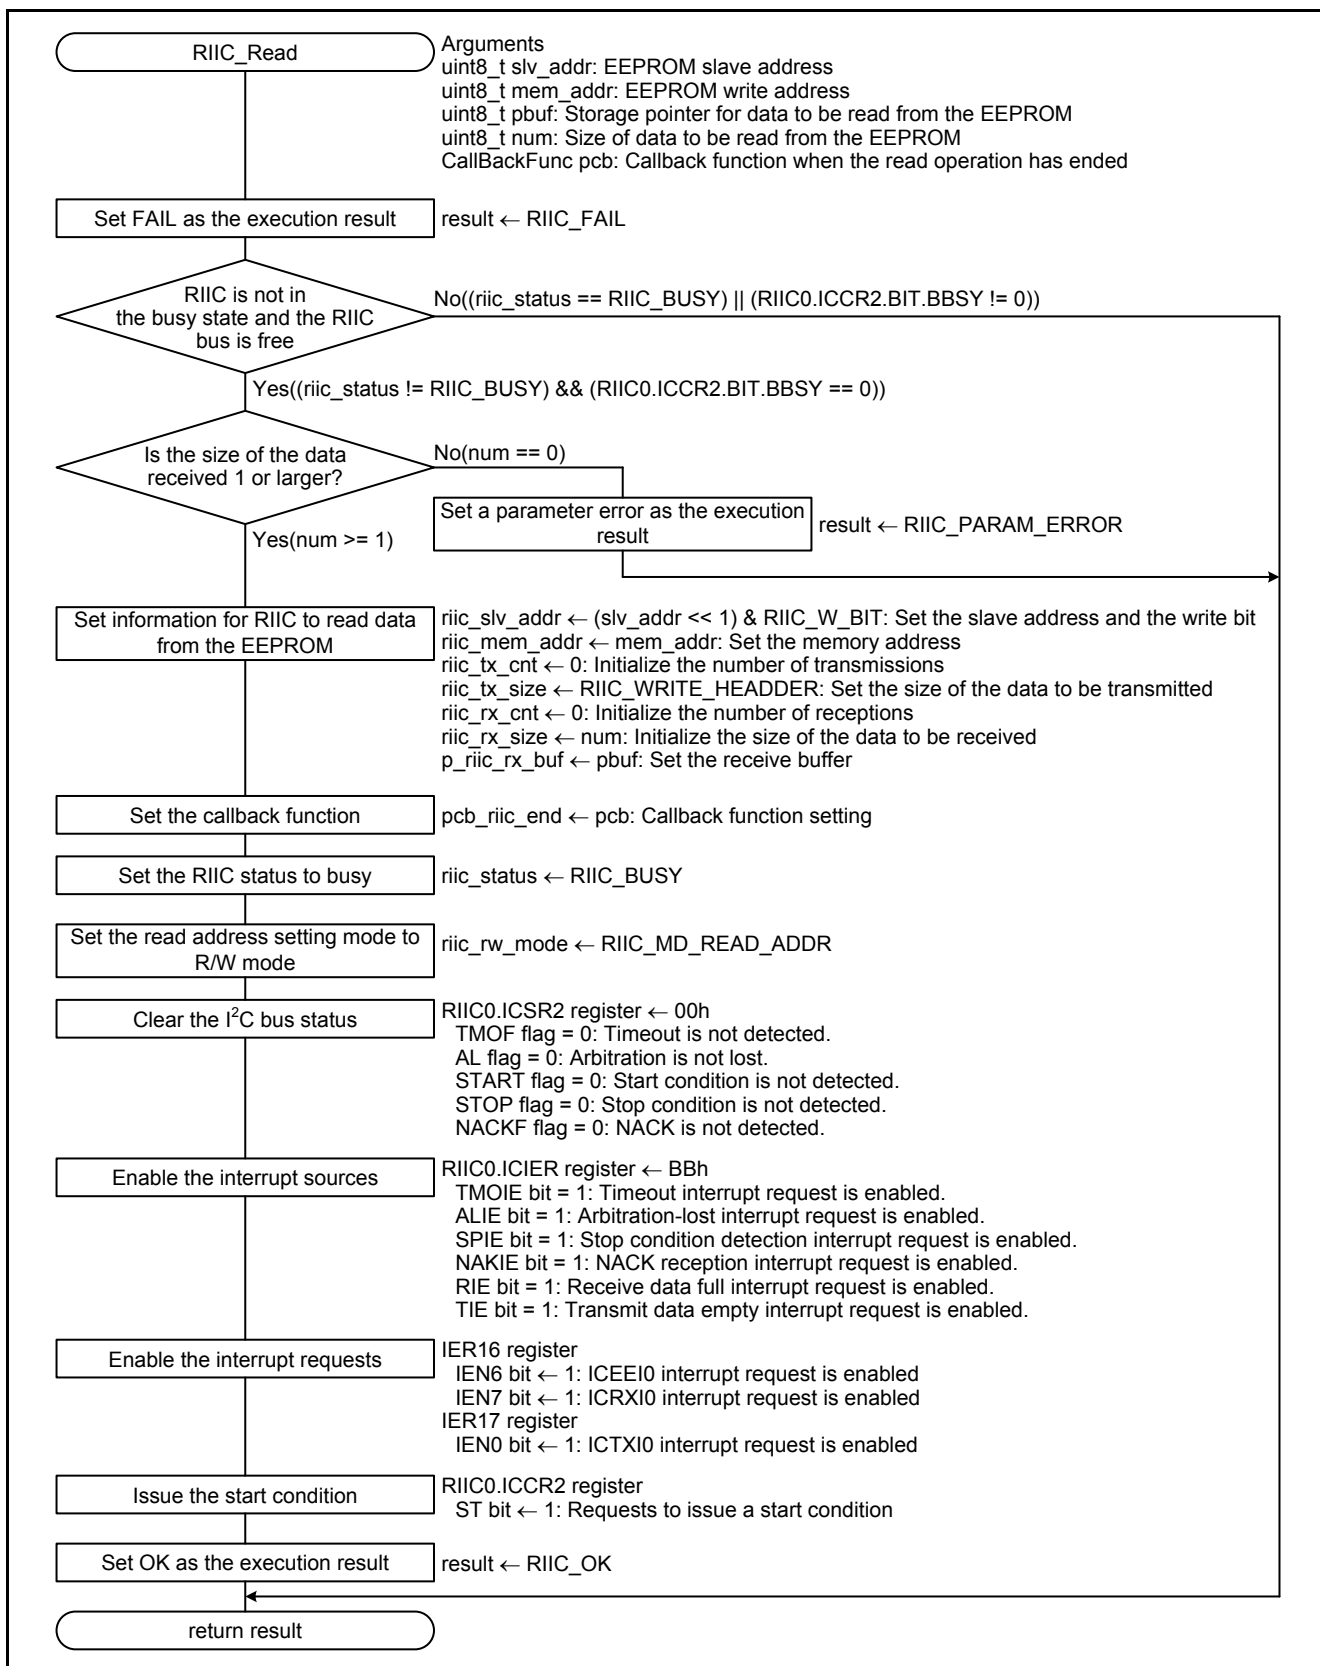 RIIC_Read
Arguments
uint8_t slv_addr: EEPROM slave address
uint8_t mem_addr: EEPROM write address
uint8_t pbuf: Storage pointer for data to be read from the EEPROM
uint8_t num: Size of data to be read from the EEPROM
CallBackFunc pcb: Callback function when the read operation has ended
Set FAIL as the execution result
result ← RIIC_FAIL
RIIC is not in
the busy state and the RIIC
bus is free
No((riic_status == RIIC_BUSY) || (RIIC0.ICCR2.BIT.BBSY != 0))
Yes((riic_status != RIIC_BUSY) && (RIIC0.ICCR2.BIT.BBSY == 0))
Is the size of the data
received 1 or larger?
No(num == 0)
Set a parameter error as the execution
result
result ← RIIC_PARAM_ERROR
Yes(num >= 1)
Set information for RIIC to read data
from the EEPROM
riic_slv_addr ← (slv_addr << 1) & RIIC_W_BIT: Set the slave address and the write bit
riic_mem_addr ← mem_addr: Set the memory address
riic_tx_cnt ← 0: Initialize the number of transmissions
riic_tx_size ← RIIC_WRITE_HEADDER: Set the size of the data to be transmitted
riic_rx_cnt ← 0: Initialize the number of receptions
riic_rx_size ← num: Initialize the size of the data to be received
p_riic_rx_buf ← pbuf: Set the receive buffer
Set the callback function
pcb_riic_end ← pcb: Callback function setting
Set the RIIC status to busy
riic_status ← RIIC_BUSY
Set the read address setting mode to
R/W mode
riic_rw_mode ← RIIC_MD_READ_ADDR
Clear the I²C bus status
RIIC0.ICSR2 register ← 00h
TMOF flag = 0: Timeout is not detected.
AL flag = 0: Arbitration is not lost.
START flag = 0: Start condition is not detected.
STOP flag = 0: Stop condition is not detected.
NACKF flag = 0: NACK is not detected.
Enable the interrupt sources
RIIC0.ICIER register ← BBh
TMOIE bit = 1: Timeout interrupt request is enabled.
ALIE bit = 1: Arbitration-lost interrupt request is enabled.
SPIE bit = 1: Stop condition detection interrupt request is enabled.
NAKIE bit = 1: NACK reception interrupt request is enabled.
RIE bit = 1: Receive data full interrupt request is enabled.
TIE bit = 1: Transmit data empty interrupt request is enabled.
Enable the interrupt requests
IER16 register
IEN6 bit ← 1: ICEEI0 interrupt request is enabled
IEN7 bit ← 1: ICRXI0 interrupt request is enabled
IER17 register
IEN0 bit ← 1: ICTXI0 interrupt request is enabled
Issue the start condition
RIIC0.ICCR2 register
ST bit ← 1: Requests to issue a start condition
Set OK as the execution result
result ← RIIC_OK
return result